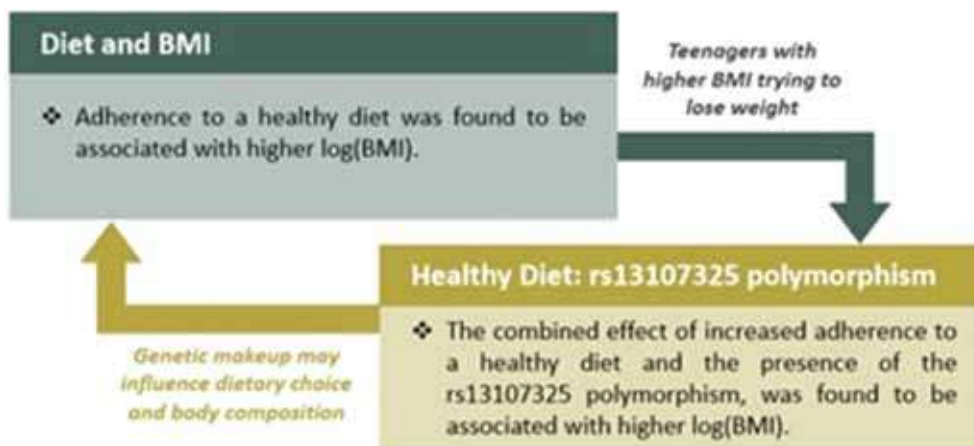 Diet and BMI
❖ Adherence to a healthy diet was found to be
associated with higher log(BMI).
Teenagers with
higher BMI trying to
lose weight
Healthy Diet: rs13107325 polymorphism
❖ The combined effect of increased adherence to
a healthy diet and the presence of the
rs13107325 polymorphism, was found to be
associated with higher log(BMI).
Genetic makeup may
influence dietary choice
and body composition